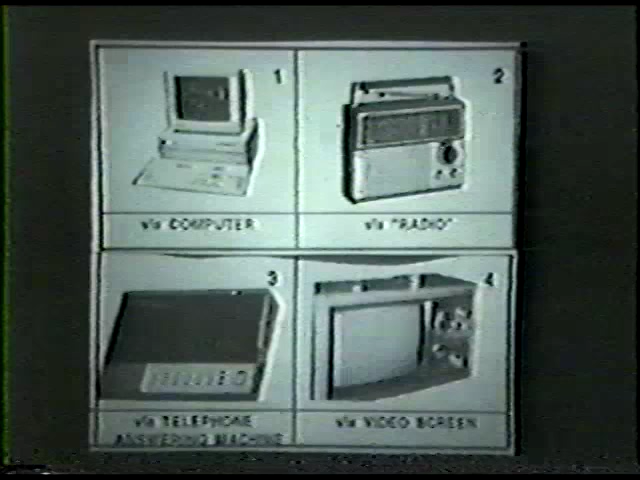 1
2
via COMPUTER
via "RADIO"
3
4
via TELEPHONE
ANSWERING MACHINE
via VIDEO SCREEN